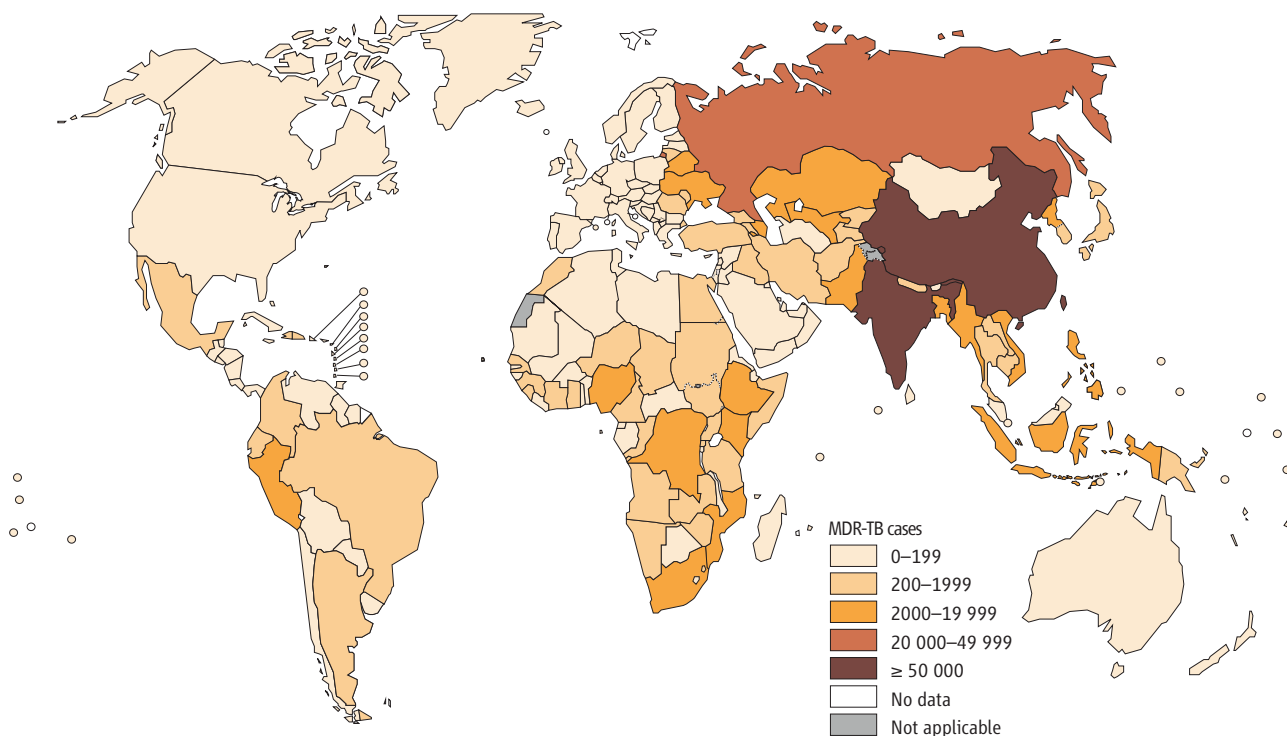 MDR-TB cases
0–199
200–1999
2000–19 999
20 000–49 999
≥ 50 000
No data
Not applicable